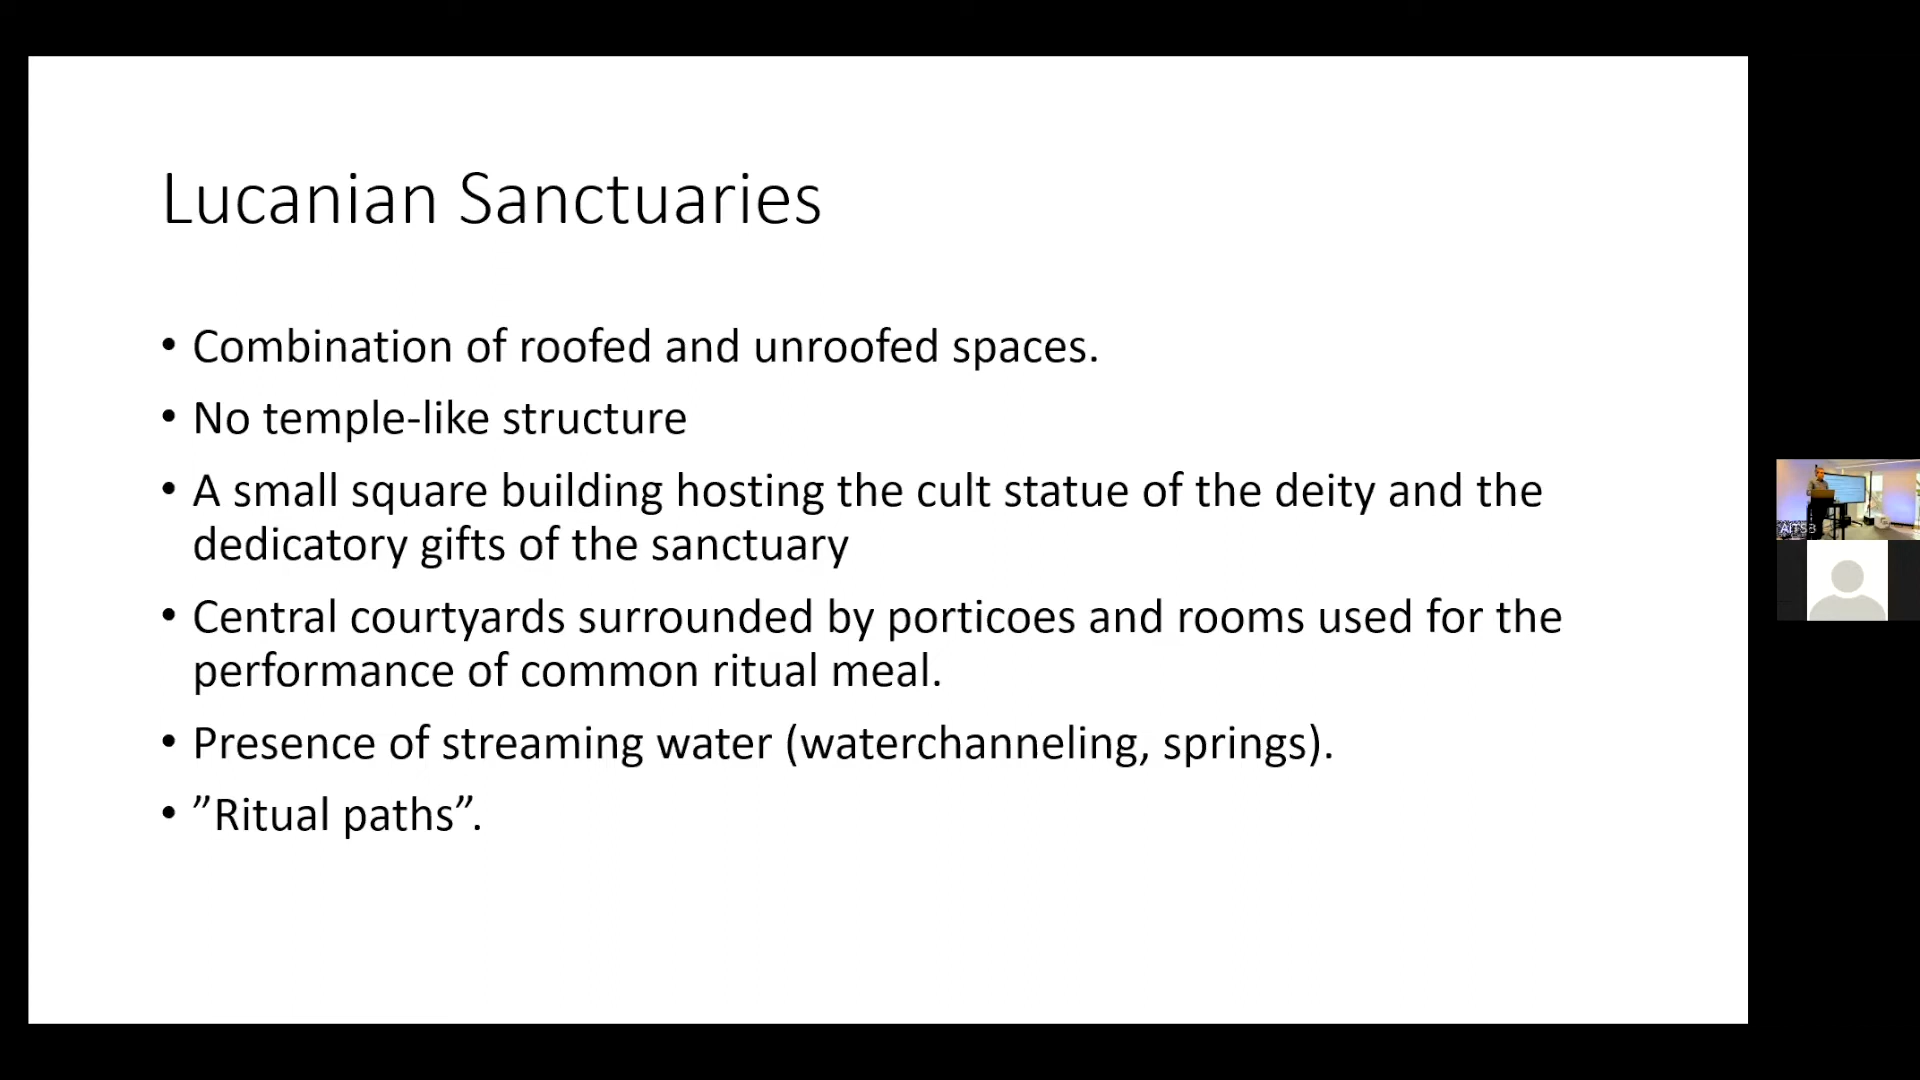 Lucanian Sanctuaries
• Combination of roofed and unroofed spaces.
• No temple-like structure
• A small square building hosting the cult statue of the deity and the
dedicatory gifts of the sanctuary
• Central courtyards surrounded by porticoes and rooms used for the
performance of common ritual meal.
• Presence of streaming water (waterchanneling, springs).
• ”Ritual paths”.